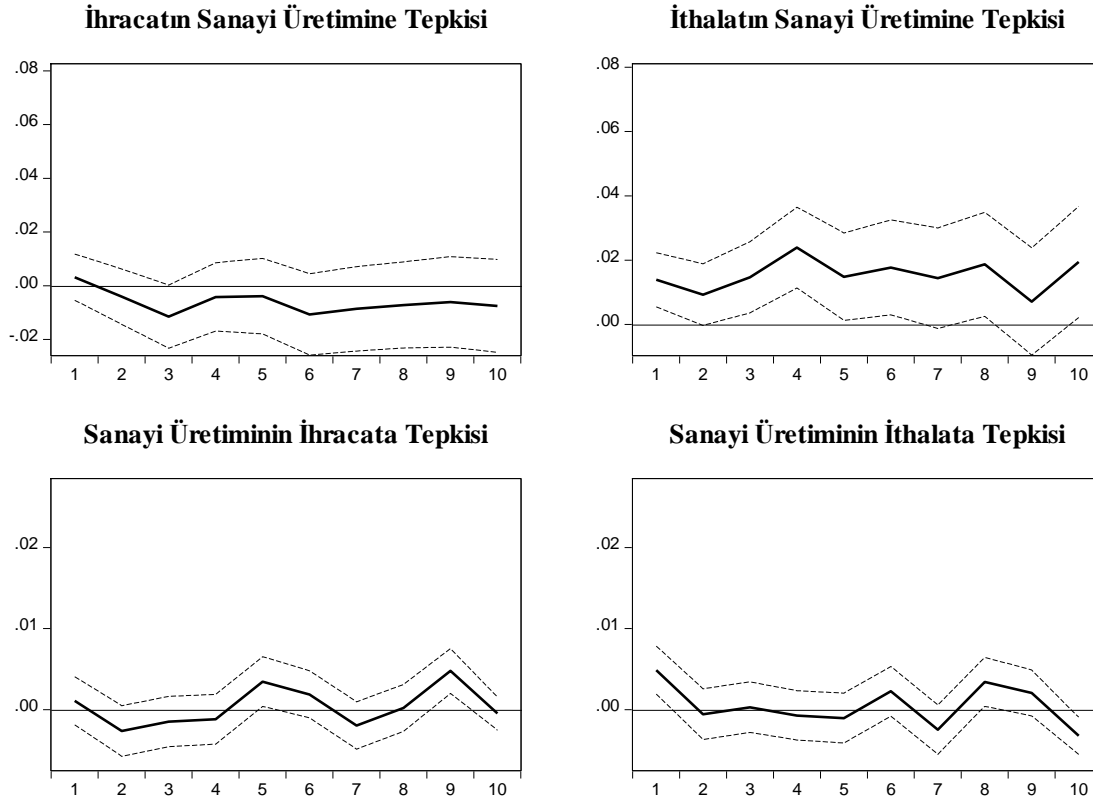 İhracatın Sanayi Üretimine Tepkisi
.08
.06
.04
.02
.00
-.02
1 2 3 4 5 6 7 8 9 10
İthalatın Sanayi Üretimine Tepkisi
.08
.06
.04
.02
.00
1 2 3 4 5 6 7 8 9 10
Sanayi Üretiminin İhracata Tepkisi
.02
.01
.00
1 2 3 4 5 6 7 8 9 10
Sanayi Üretiminin İthalata Tepkisi
.02
.01
.00
1 2 3 4 5 6 7 8 9 10